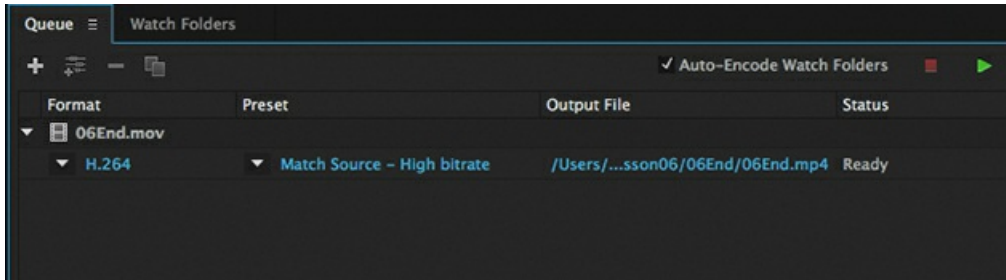 Queue Watch Folders
Auto-Encode Watch Folders
Format Preset Output File Status
06End.mov
H.264 Match Source – High bitrate /Users/...sson06/06End/06End.mp4 Ready